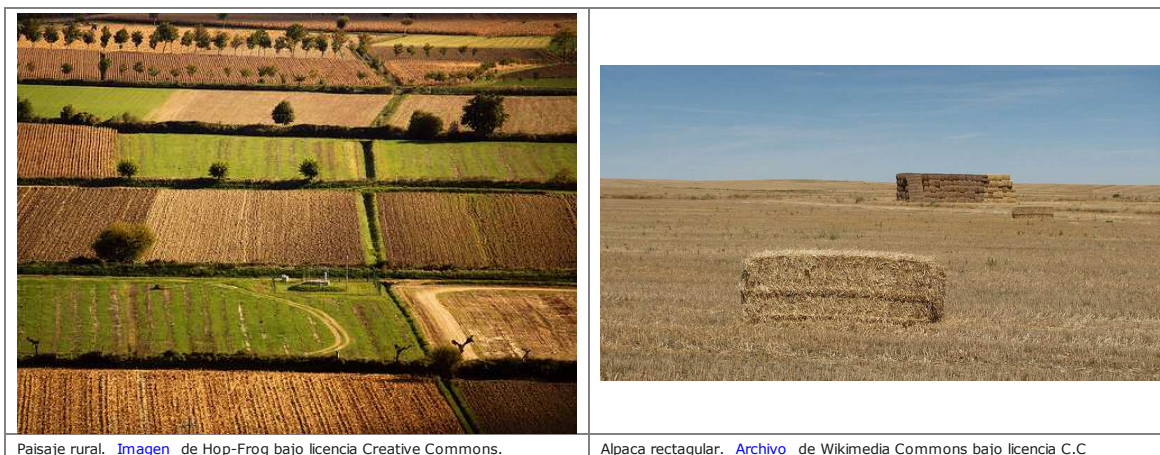 Paisaje rural. Imagen de Hop-Frog bajo licencia Creative Commons.
Alpaca rectagular. Archivo de Wikimedia Commons bajo licencia C.C